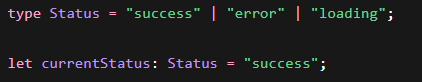 type Status = "success" | "error" | "loading";
let currentStatus: Status = "success";